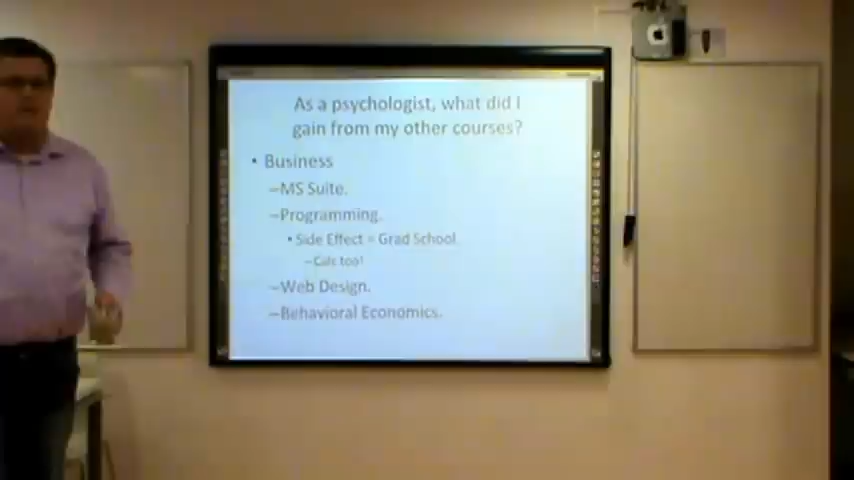 As a psychologist, what did I
gain from my other courses?
• Business
–MS Suite.
–Programming.
• Side Effect = Grad School.
–Calc too!
–Web Design.
–Behavioral Economics.